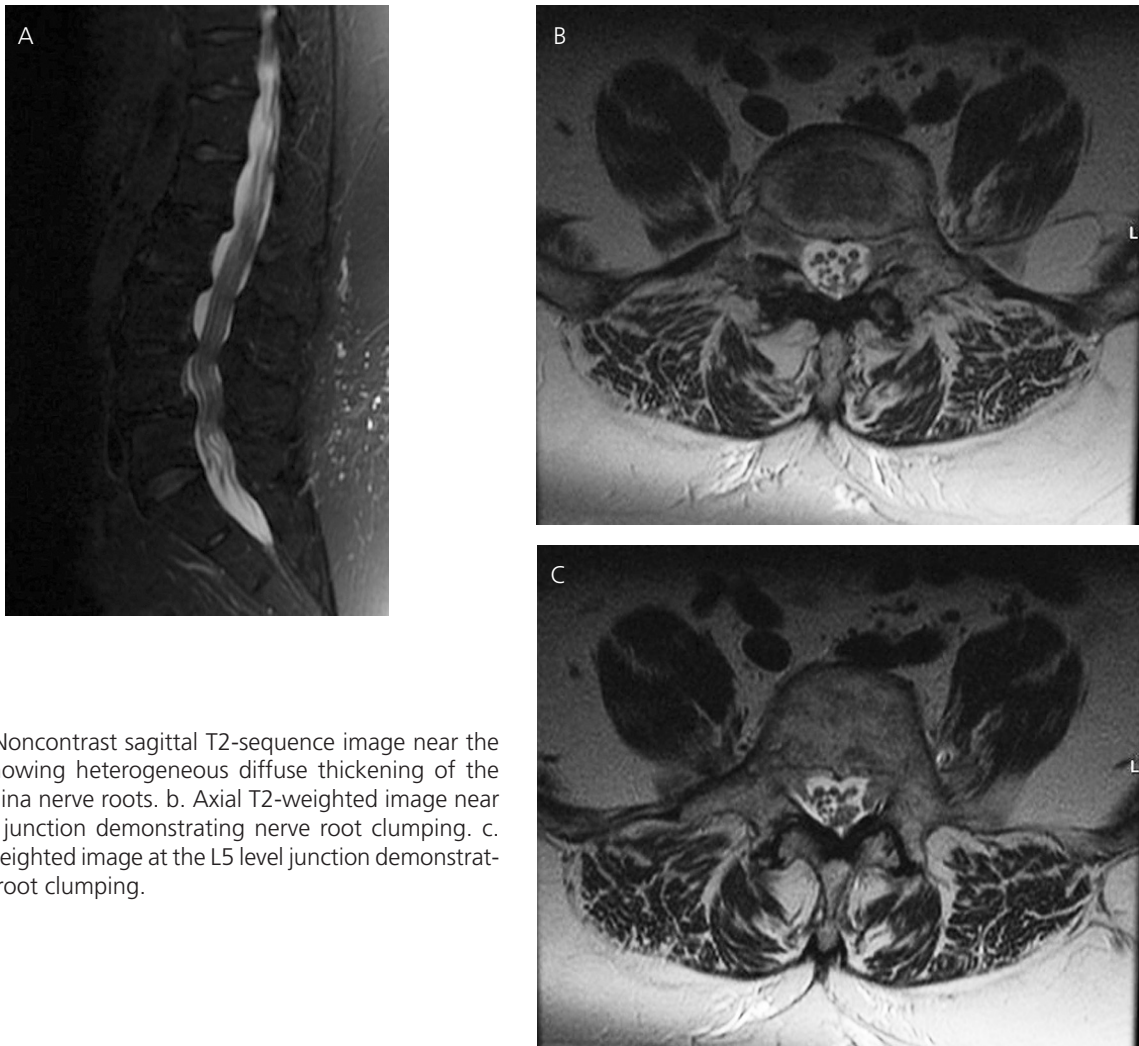 A
B
L
C
L
Noncontrast sagittal T2-sequence image near the
owing heterogeneous diffuse thickening of the
ina nerve roots. b. Axial T2-weighted image near
junction demonstrating nerve root clumping. c.
eighted image at the L5 level junction demonstrat-
root clumping.